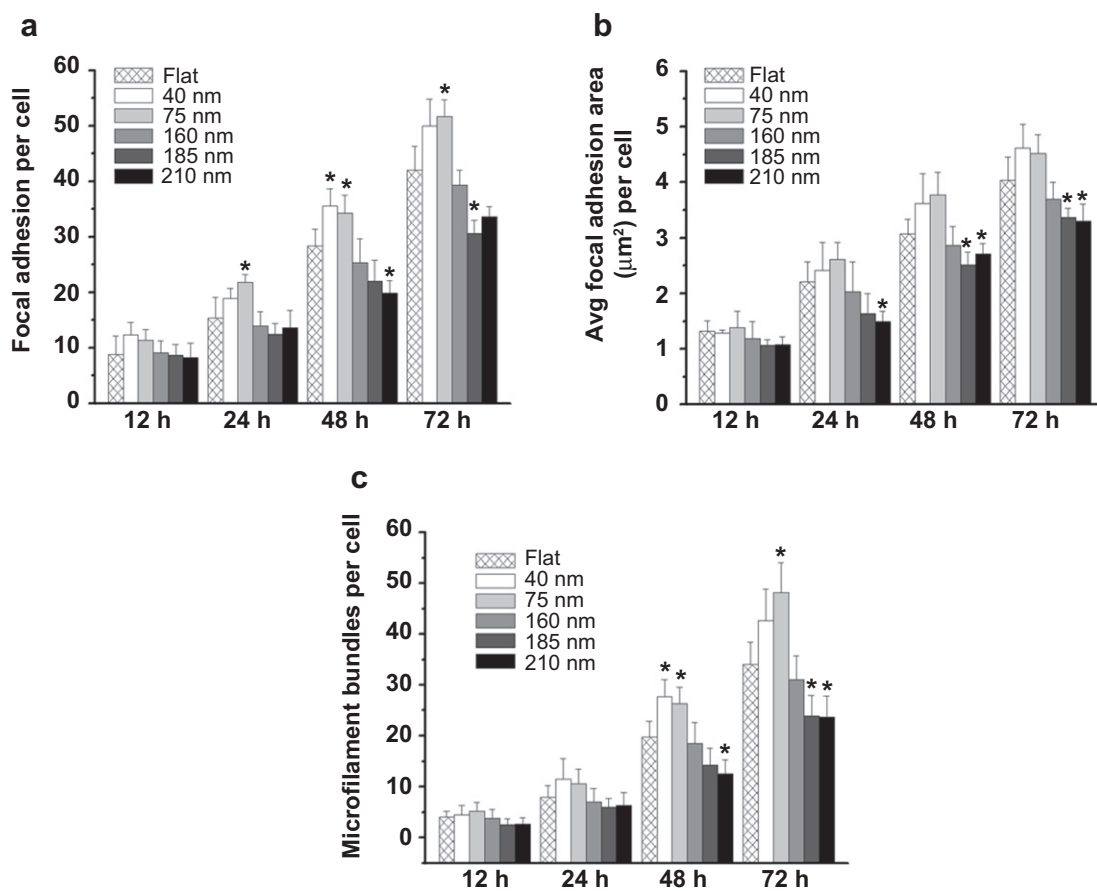 a
Focal adhesion per cell
60
50
40
30
20
10
0
Flat
40 nm
75 nm
160 nm
185 nm
210 nm
*
* *
*
*
*
12 h 24 h 48 h 72 h
b
Avg focal adhesion area
(μm²) per cell
6
5
4
3
2
1
0
Flat
40 nm
75 nm
160 nm
185 nm
210 nm
* *
* *
*
12 h 24 h 48 h 72 h
c
Microfilament bundles per cell
60
50
40
30
20
10
0
Flat
40 nm
75 nm
160 nm
185 nm
210 nm
*
* *
* *
*
12 h 24 h 48 h 72 h